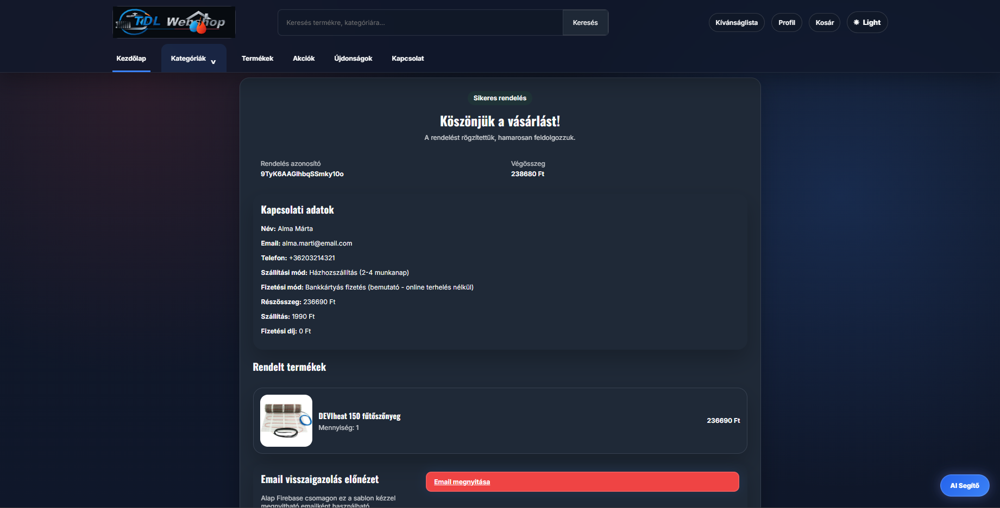 TDL Webshop
Keresés termékre, kategóriára...
Keresés
Kívánságlista
Profil
Kosár
Light
Kezdőlap
Kategóriák v
Termékek
Akciók
Újdonságok
Kapcsolat
Sikeres rendelés
Köszönjük a vásárlást!
A rendelést rögzítettük, hamarosan feldolgozzuk.
Rendelés azonosító
9TyK6AAGlhbqSSmky10o
Végösszeg
238680 Ft
Kapcsolati adatok
Név: Alma Márta
Email: alma.marti@email.com
Telefon: +36203214321
Szállítási mód: Házhozszállítás (2-4 munkanap)
Fizetési mód: Bankkártyás fizetés (bemutató - online terhelés nélkül)
Részösszeg: 236690 Ft
Szállítás: 1990 Ft
Fizetési díj: 0 Ft
Rendelt termékek
DEVIheat 150 fűtőszőnyeg
Mennyiség: 1
236690 Ft
Email visszaigazolás előnézet
Alap Firebase csomagon ez a sablon kézzel
megnyitható emailként használható.
Email megnyitása
AI Segítő